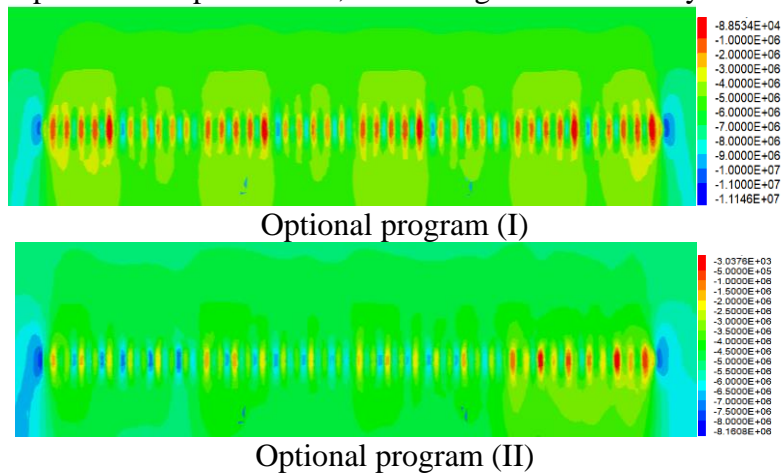 -8.8534E+04
-1.0000E+06
-2.0000E+06
-3.0000E+06
-4.0000E+06
-5.0000E+06
-6.0000E+06
-7.0000E+06
-8.0000E+06
-9.0000E+06
-1.0000E+07
-1.1000E+07
-1.1146E+07
Optional program (I)
-3.0376E+03
-5.0000E+05
-1.0000E+06
-1.5000E+06
-2.0000E+06
-2.5000E+06
-3.0000E+06
-3.5000E+06
-4.0000E+06
-4.5000E+06
-5.0000E+06
-5.5000E+06
-6.0000E+06
-6.5000E+06
-7.0000E+06
-7.5000E+06
-8.0000E+06
-8.1608E+06
Optional program (II)